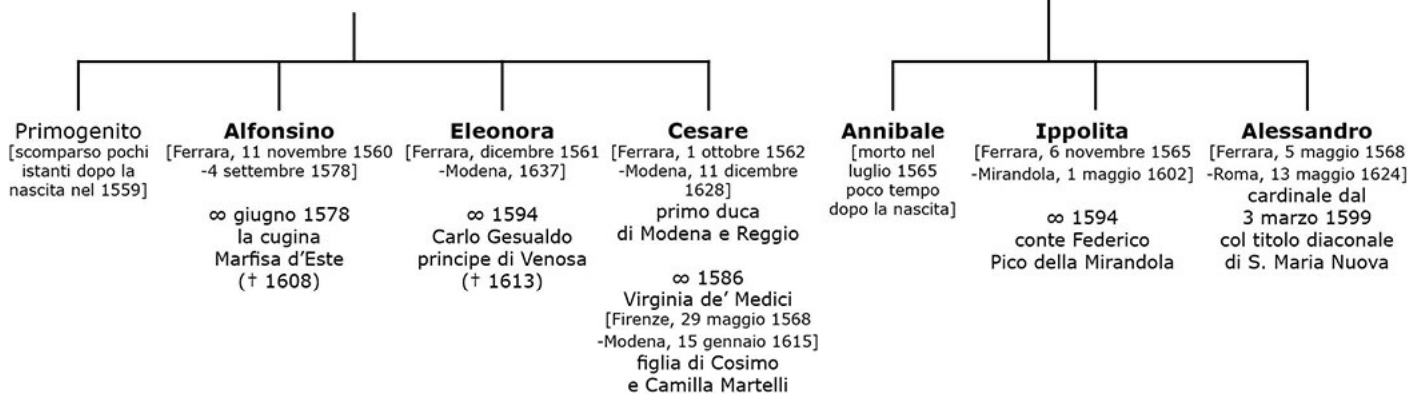 Primogenito
[scomparso pochi
istanti dopo la
nascita nel 1559]
Alfonsino
[Ferrara, 11 novembre 1560
-4 settembre 1578]
∞ giugno 1578
la cugina
Marfisa d'Este
(† 1608)
Eleonora
[Ferrara, dicembre 1561
-Modena, 1637]
∞ 1594
Carlo Gesualdo
principe di Venosa
(† 1613)
Cesare
[Ferrara, 1 ottobre 1562
-Modena, 11 dicembre
1628]
primo duca
di Modena e Reggio
∞ 1586
Virginia de' Medici
[Firenze, 29 maggio 1568
-Modena, 15 gennaio 1615]
figlia di Cosimo
e Camilla Martelli
Annibale
[morto nel
luglio 1565
poco tempo
dopo la nascita]
Ippolita
[Ferrara, 6 novembre 1565
-Mirandola, 1 maggio 1602]
∞ 1594
conte Federico
Pico della Mirandola
Alessandro
[Ferrara, 5 maggio 1568
-Roma, 13 maggio 1624]
cardinale dal
3 marzo 1599
col titolo diaconale
di S. Maria Nuova